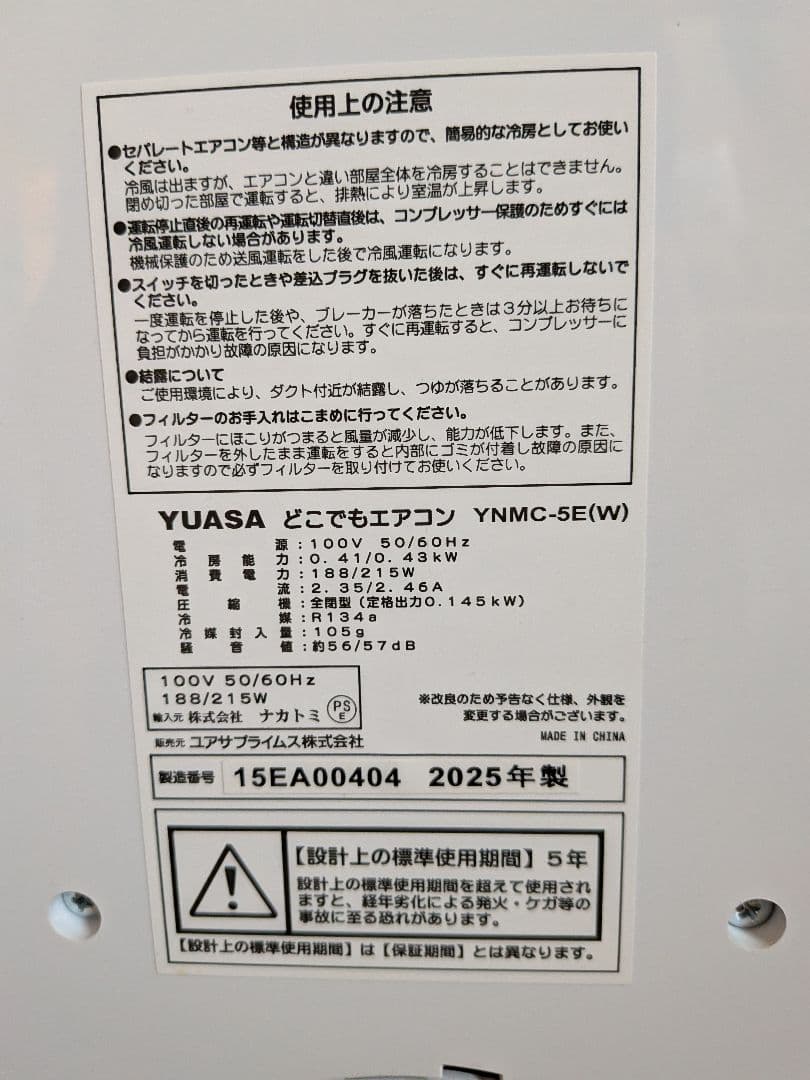 使用上の注意
●セパレートエアコン等と構造が異なりますので、簡易的な冷房としてお使い
ください。
冷風は出ますが、エアコンと違い部屋全体を冷房することはできません。
閉め切った部屋で運転すると、排熱により室温が上昇します。
●運転停止直後の再運転や運転切替直後は、コンプレッサー保護のためすぐには
冷風運転しない場合があります。
機械保護のため送風運転をした後で冷風運転になります。
●スイッチを切ったときや差込プラグを抜いた後は、すぐに再運転しないで
ください。
一度運転を停止した後や、ブレーカーが落ちたときは3分以上お待ちに
なってから運転を行ってください。すぐに再運転すると、コンプレッサーに
負担がかかり故障の原因になります。
●結露について
ご使用環境により、ダクト付近が結露し、つゆが落ちることがあります。
●フィルターのお手入れはこまめに行ってください。
フィルターにほこりがつまると風量が減少し、能力が低下します。また、
フィルターを外したまま運転をすると内部にゴミが付着し故障の原因に
なりますので必ずフィルターを取り付けてお使いください。
YUASA どこでもエアコン YNMC-5E(W)
電源:100V 50/60Hz
冷房能力:0.41/0.43kW
消費電力:188/215W
電流:2.35/2.46A
圧縮機:全閉型(定格出力0.145kW)
冷媒:R134a
冷媒封入量:105g
騒音値:約56/57dB
100V 50/60Hz
188/215W
輸入元 株式会社 ナカトミ
PS
E
販売元 ユアサプライムス株式会社
※改良のため予告なく仕様、外観を
変更する場合がございます。
MADE IN CHINA
製造番号 15EA00404 2025年製
【設計上の標準使用期間】5年
設計上の標準使用期間を超えて使用され
ますと、経年劣化による発火・ケガ等の
事故に至る恐れがあります。
【設計上の標準使用期間】は【保証期間】とは異なります。